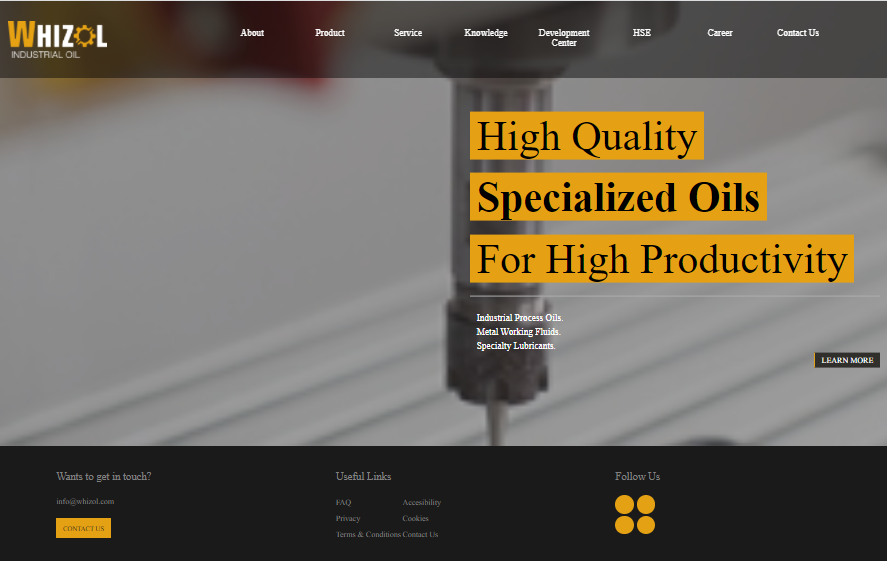 WHIZOL
INDUSTRIAL OIL
About
Product
Service
Knowledge
Development
Center
HSE
Career
Contact Us
High Quality
Specialized Oils
For High Productivity
Industrial Process Oils.
Metal Working Fluids.
Specialty Lubricants.
LEARN MORE
Wants to get in touch?
info@whizol.com
CONTACT US
Useful Links
FAQ Accesibility
Privacy Cookies
Terms & Conditions Contact Us
Follow Us